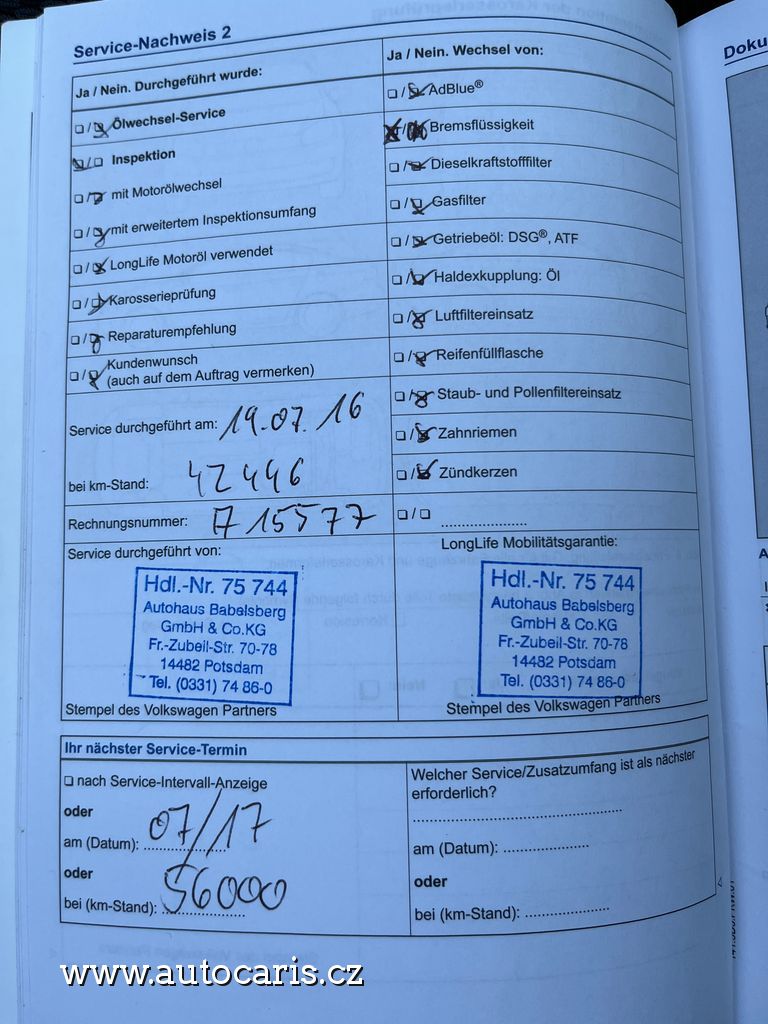 Service-Nachweis 2
Ja / Nein. Durchgeführt wurde:
Ölwechsel-Service
Inspektion
mit Motorölwechsel
mit erweitertem Inspektionsumfang
LongLife Motoröl verwendet
Karosserieprüfung
Reparaturempfehlung
Kundenwunsch
(auch auf dem Auftrag vermerken)
Service durchgeführt am: 19.07.16
bei km-Stand: 42446
Rechnungsnummer: A 715577
Service durchgeführt von:
Hdl.-Nr. 75 744
Autohaus Babelsberg
GmbH & Co.KG
Fr.-Zubeil-Str. 70-78
14482 Potsdam
Tel. (0331) 74 86-0
Stempel des Volkswagen Partners
Ja / Nein. Wechsel von:
AdBlue®
Bremsflüssigkeit
Dieselkraftstofffilter
Gasfilter
Getriebeöl: DSG®, ATF
Haldexkupplung: Öl
Luftfiltereinsatz
Reifenfüllflasche
Staub- und Pollenfiltereinsatz
Zahnriemen
Zündkerzen
LongLife Mobilitätsgarantie:
Hdl.-Nr. 75 744
Autohaus Babelsberg
GmbH & Co.KG
Fr.-Zubeil-Str. 70-78
14482 Potsdam
Tel. (0331) 74 86-0
Stempel des Volkswagen Partners
Ihr nächster Service-Termin
nach Service-Intervall-Anzeige
oder
am (Datum): 07/17
oder
bei (km-Stand): 56000
Welcher Service/Zusatzumfang ist als nächster
erforderlich?
am (Datum):
oder
bei (km-Stand):
Doku
www.autocaris.cz